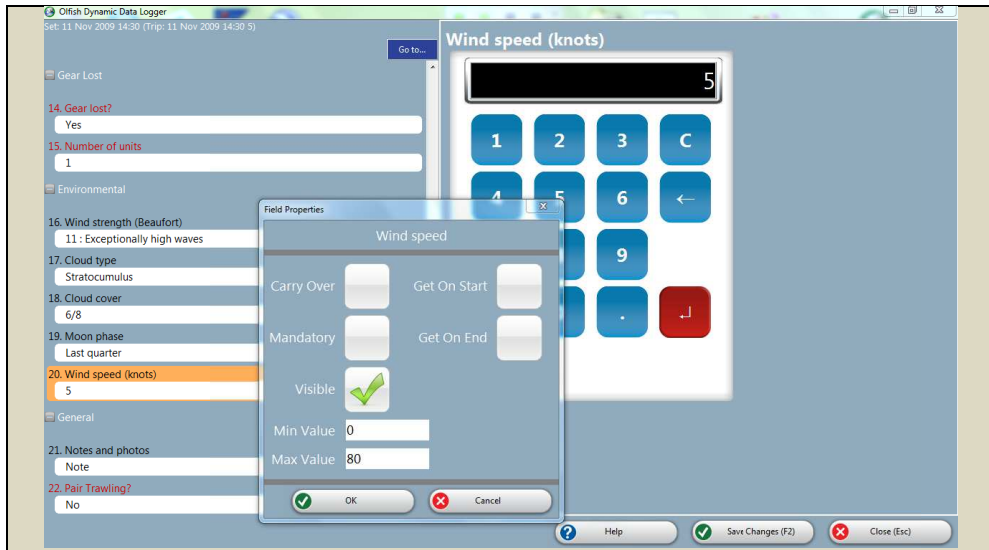 Olfish Dynamic Data Logger
Set: 11 Nov 2009 14:30 (Trip: 11 Nov 2009 14:30 5)
Go to...
Gear Lost
14. Gear lost?
Yes
15. Number of units
1
Environmental
16. Wind strength (Beaufort)
11 : Exceptionally high waves
17. Cloud type
Stratocumulus
18. Cloud cover
6/8
19. Moon phase
Last quarter
20. Wind speed (knots)
5
General
21. Notes and photos
Note
22. Pair Trawling?
No
Wind speed (knots)
5
1 2 3 C
4 5 6 ←
9
.
Field Properties
Wind speed
Carry Over Get On Start
Mandatory Get On End
Visible
Min Value 0
Max Value 80
OK Cancel
Help Save Changes (F2) Close (Esc)